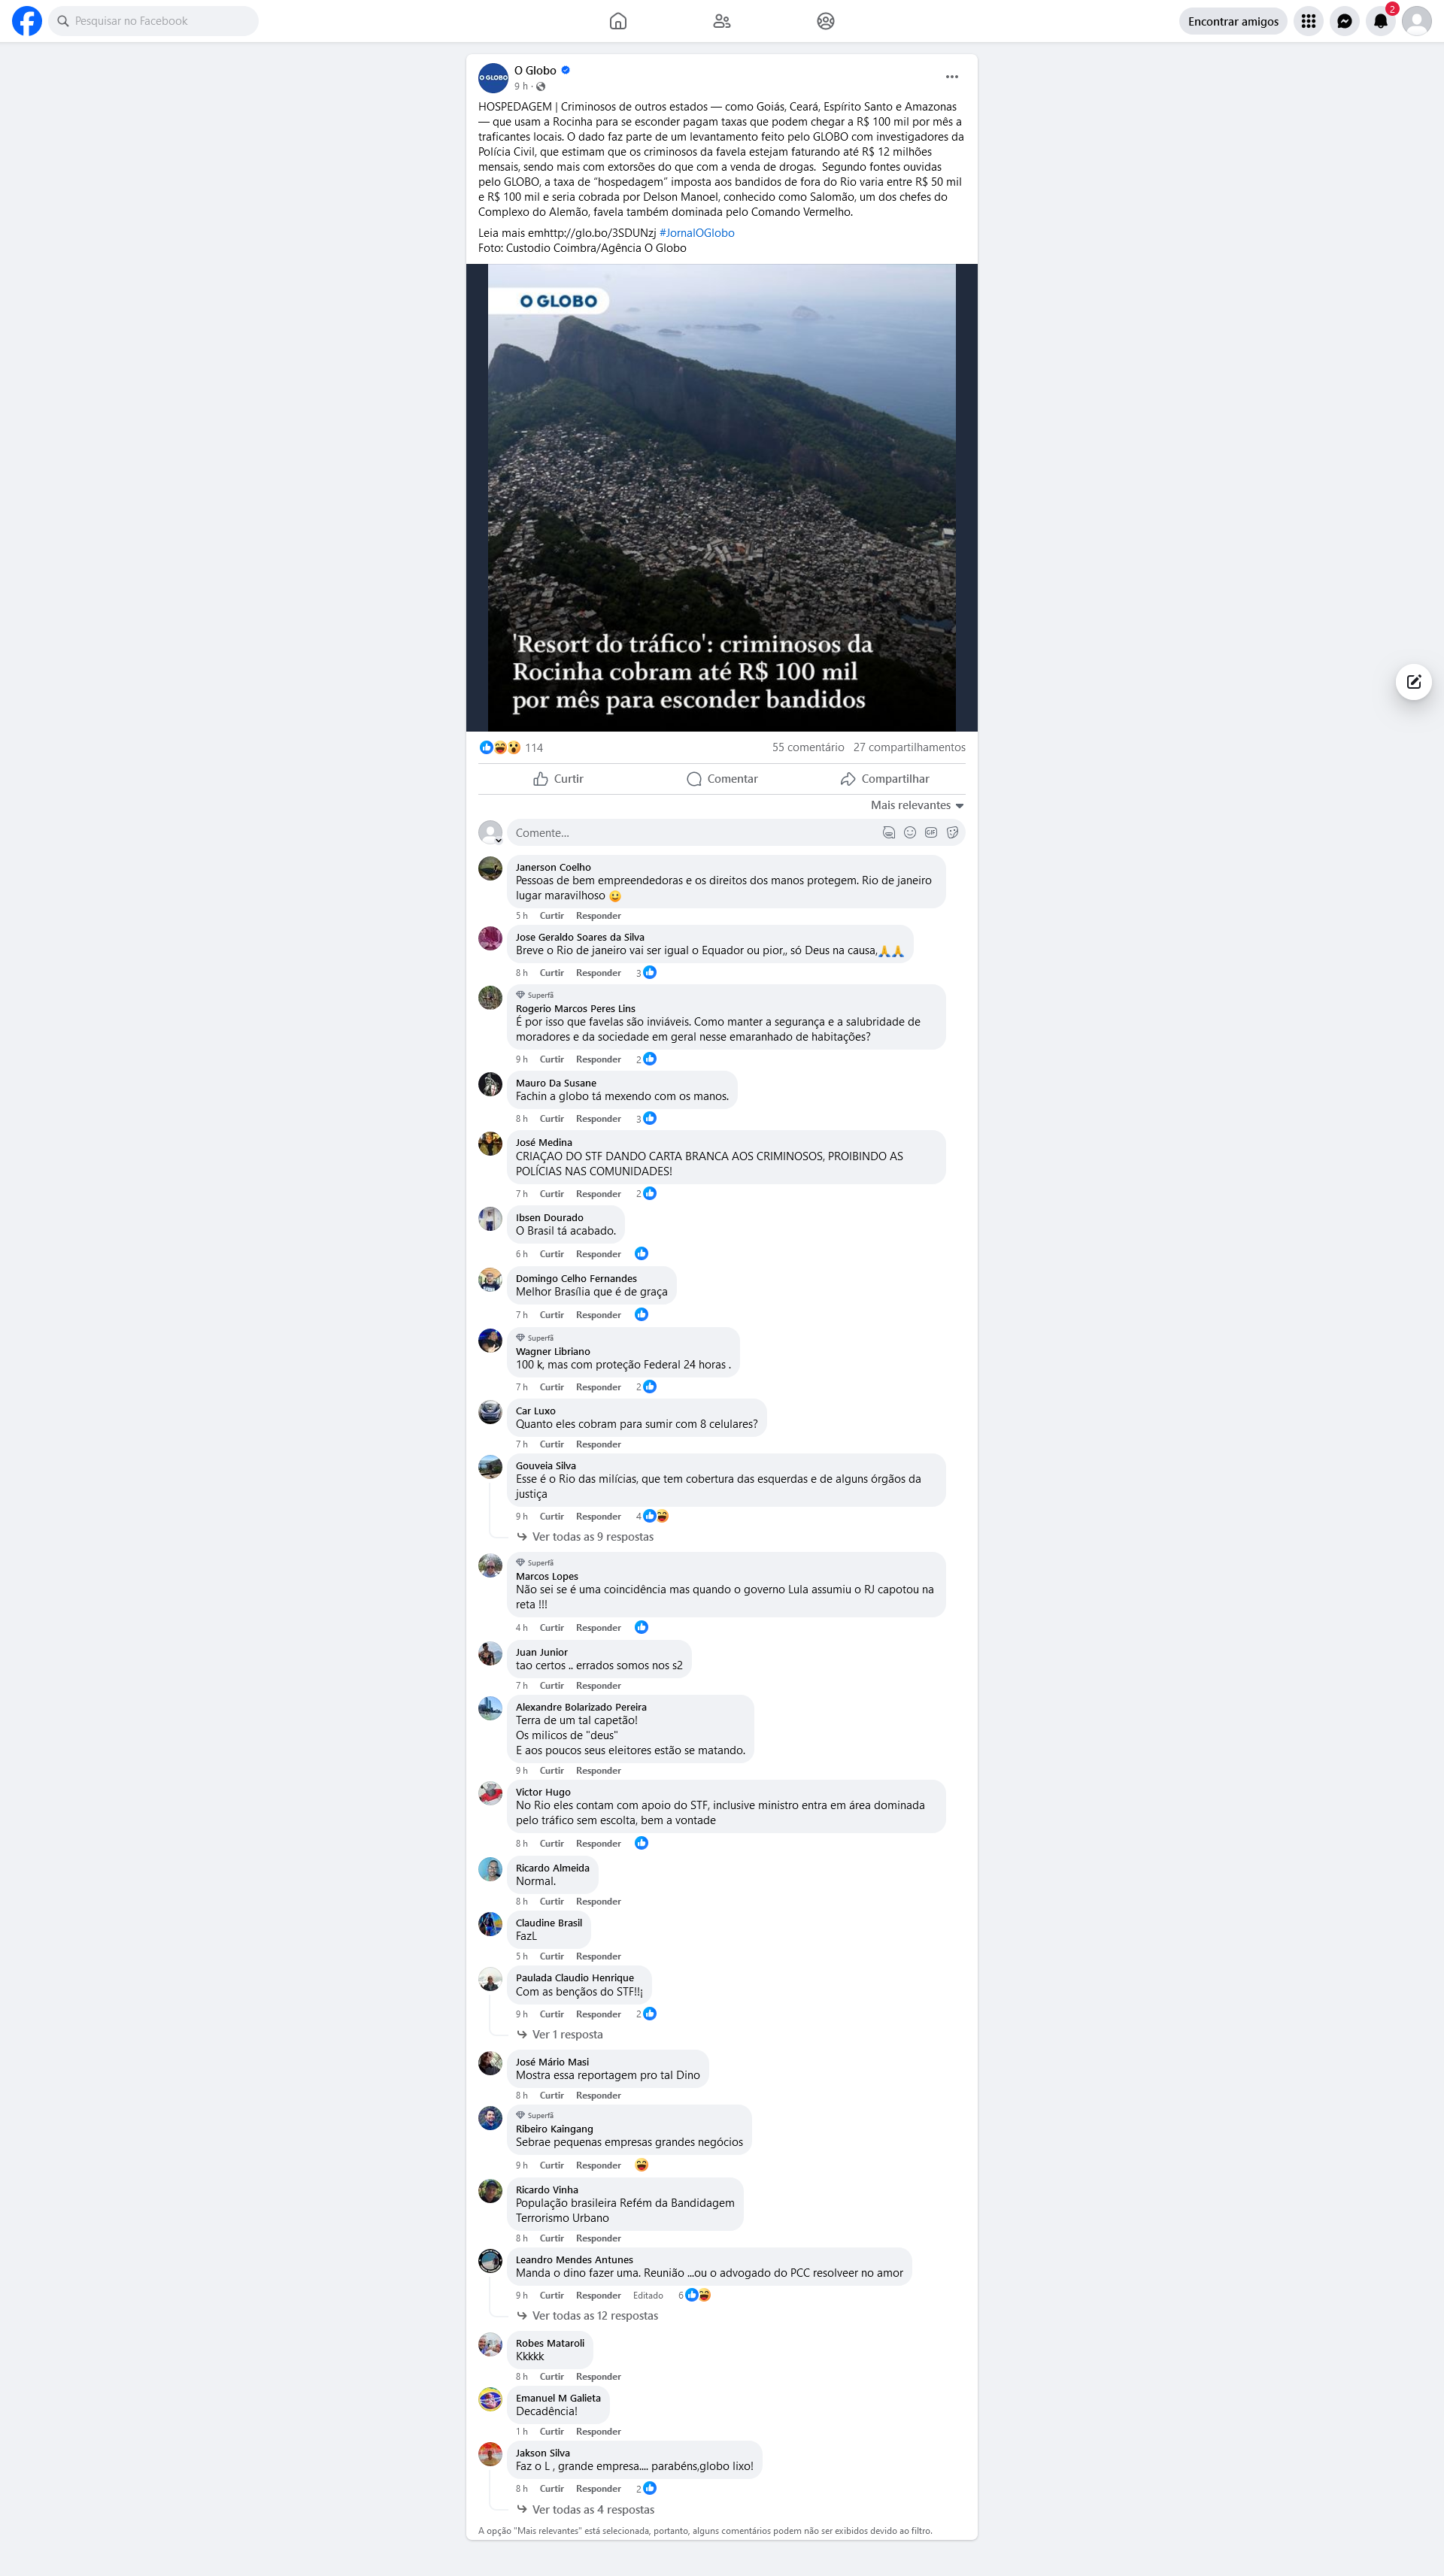 Pesquisar no Facebook
Encontrar amigos
2
O GLOBO
O Globo
9 h
HOSPEDAGEM | Criminosos de outros estados — como Goiás, Ceará, Espírito Santo e Amazonas
— que usam a Rocinha para se esconder pagam taxas que podem chegar a R$ 100 mil por mês a
traficantes locais. O dado faz parte de um levantamento feito pelo GLOBO com investigadores da
Polícia Civil, que estimam que os criminosos da favela estejam faturando até R$ 12 milhões
mensais, sendo mais com extorsões do que com a venda de drogas.  Segundo fontes ouvidas
pelo GLOBO, a taxa de “hospedagem” imposta aos bandidos de fora do Rio varia entre R$ 50 mil
e R$ 100 mil e seria cobrada por Delson Manoel, conhecido como Salomão, um dos chefes do
Complexo do Alemão, favela também dominada pelo Comando Vermelho.
Leia mais emhttp://glo.bo/3SDUNzj #JornalOGlobo
Foto: Custodio Coimbra/Agência O Globo
O GLOBO
'Resort do tráfico': criminosos da
Rocinha cobram até R$ 100 mil
por mês para esconder bandidos
114
55 comentário 27 compartilhamentos
Curtir Comentar Compartilhar
Mais relevantes
Comente...
GIF
Janerson Coelho
Pessoas de bem empreendedoras e os direitos dos manos protegem. Rio de janeiro
lugar maravilhoso 😃
5 h Curtir Responder
Jose Geraldo Soares da Silva
Breve o Rio de janeiro vai ser igual o Equador ou pior,, só Deus na causa,🙏🙏
8 h Curtir Responder 3
Superfã
Rogerio Marcos Peres Lins
É por isso que favelas são inviáveis. Como manter a segurança e a salubridade de
moradores e da sociedade em geral nesse emaranhado de habitações?
9 h Curtir Responder 2
Mauro Da Susane
Fachin a globo tá mexendo com os manos.
8 h Curtir Responder 3
José Medina
CRIAÇAO DO STF DANDO CARTA BRANCA AOS CRIMINOSOS, PROIBINDO AS
POLÍCIAS NAS COMUNIDADES!
7 h Curtir Responder 2
Ibsen Dourado
O Brasil tá acabado.
6 h Curtir Responder
Domingo Celho Fernandes
Melhor Brasília que é de graça
7 h Curtir Responder
Superfã
Wagner Libriano
100 k, mas com proteção Federal 24 horas .
7 h Curtir Responder 2
Car Luxo
Quanto eles cobram para sumir com 8 celulares?
7 h Curtir Responder
Gouveia Silva
Esse é o Rio das milícias, que tem cobertura das esquerdas e de alguns órgãos da
justiça
9 h Curtir Responder 4
Ver todas as 9 respostas
Superfã
Marcos Lopes
Não sei se é uma coincidência mas quando o governo Lula assumiu o RJ capotou na
reta !!!
4 h Curtir Responder
Juan Junior
tao certos .. errados somos nos s2
7 h Curtir Responder
Alexandre Bolarizado Pereira
Terra de um tal capetão!
Os milicos de "deus"
E aos poucos seus eleitores estão se matando.
9 h Curtir Responder
Victor Hugo
No Rio eles contam com apoio do STF, inclusive ministro entra em área dominada
pelo tráfico sem escolta, bem a vontade
8 h Curtir Responder
Ricardo Almeida
Normal.
8 h Curtir Responder
Claudine Brasil
FazL
5 h Curtir Responder
Paulada Claudio Henrique
Com as bençãos do STF!!¡
9 h Curtir Responder 2
Ver 1 resposta
José Mário Masi
Mostra essa reportagem pro tal Dino
8 h Curtir Responder
Superfã
Ribeiro Kaingang
Sebrae pequenas empresas grandes negócios
9 h Curtir Responder
Ricardo Vinha
População brasileira Refém da Bandidagem
Terrorismo Urbano
8 h Curtir Responder
Leandro Mendes Antunes
Manda o dino fazer uma. Reunião ...ou o advogado do PCC resolveer no amor
9 h Curtir Responder Editado 6
Ver todas as 12 respostas
Robes Mataroli
Kkkkk
8 h Curtir Responder
Emanuel M Galieta
Decadência!
1 h Curtir Responder
Jakson Silva
Faz o L , grande empresa.... parabéns,globo lixo!
8 h Curtir Responder 2
Ver todas as 4 respostas
A opção "Mais relevantes" está selecionada, portanto, alguns comentários podem não ser exibidos devido ao filtro.